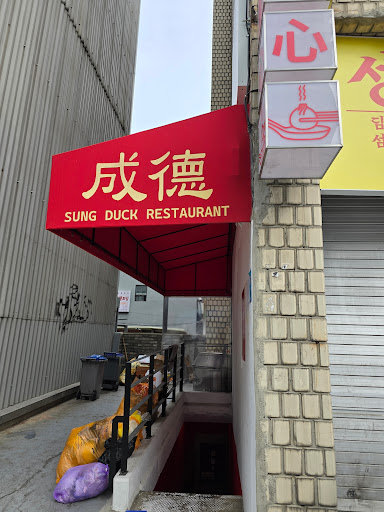 心
成德
SUNG DUCK RESTAURANT